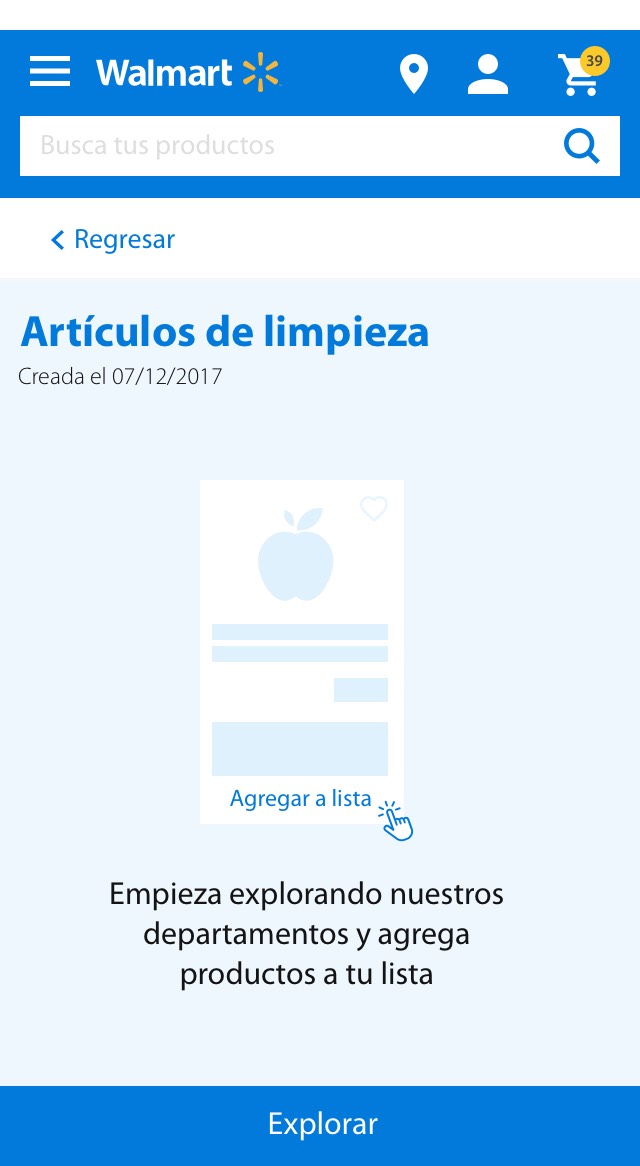 Walmart
39
Busca tus productos
Regresar
Artículos de limpieza
Creada el 07/12/2017
Agregar a lista
Empieza explorando nuestros
departamentos y agrega
productos a tu lista
Explorar